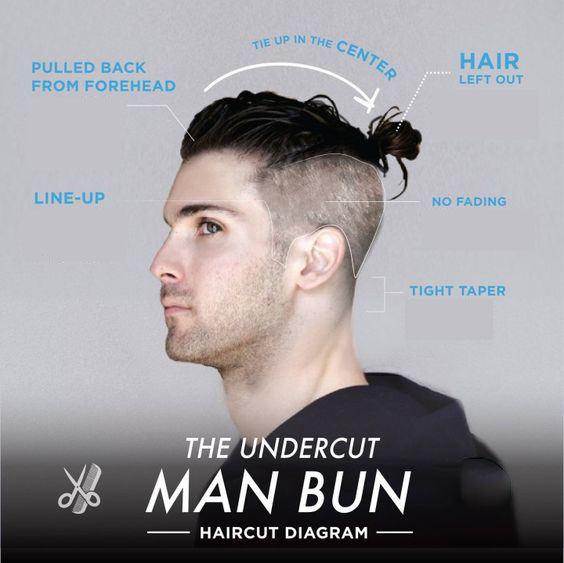 TIE UP IN THE CENTER
PULLED BACK
FROM FOREHEAD
HAIR
LEFT OUT
LINE-UP
NO FADING
TIGHT TAPER
THE UNDERCUT
MAN BUN
HAIRCUT DIAGRAM